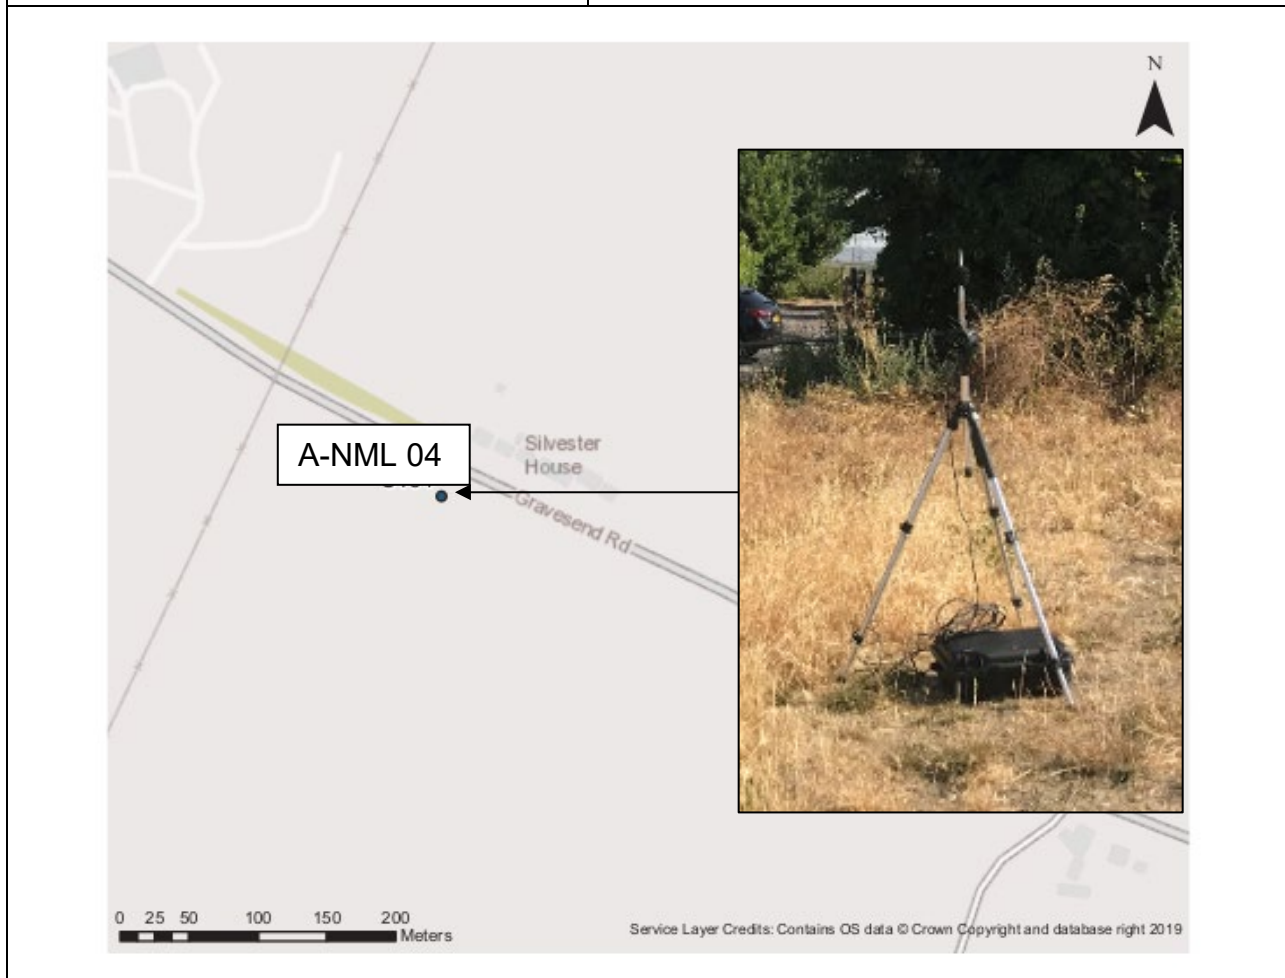 N
A-NML 04
Silvester
House
Gravesend Rd
0 25 50 100 150 200
Meters
Service Layer Credits: Contains OS data © Crown Copyright and database right 2019